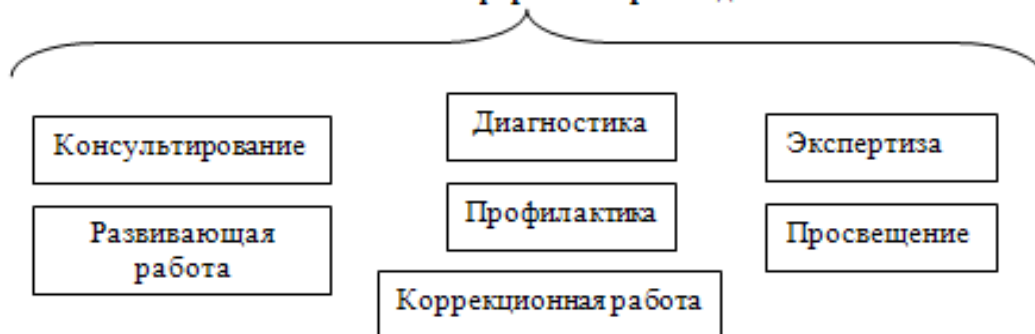 Консультирование
Диагностика
Экспертиза
Развивающая
работа
Профилактика
Просвещение
Коррекционная работа